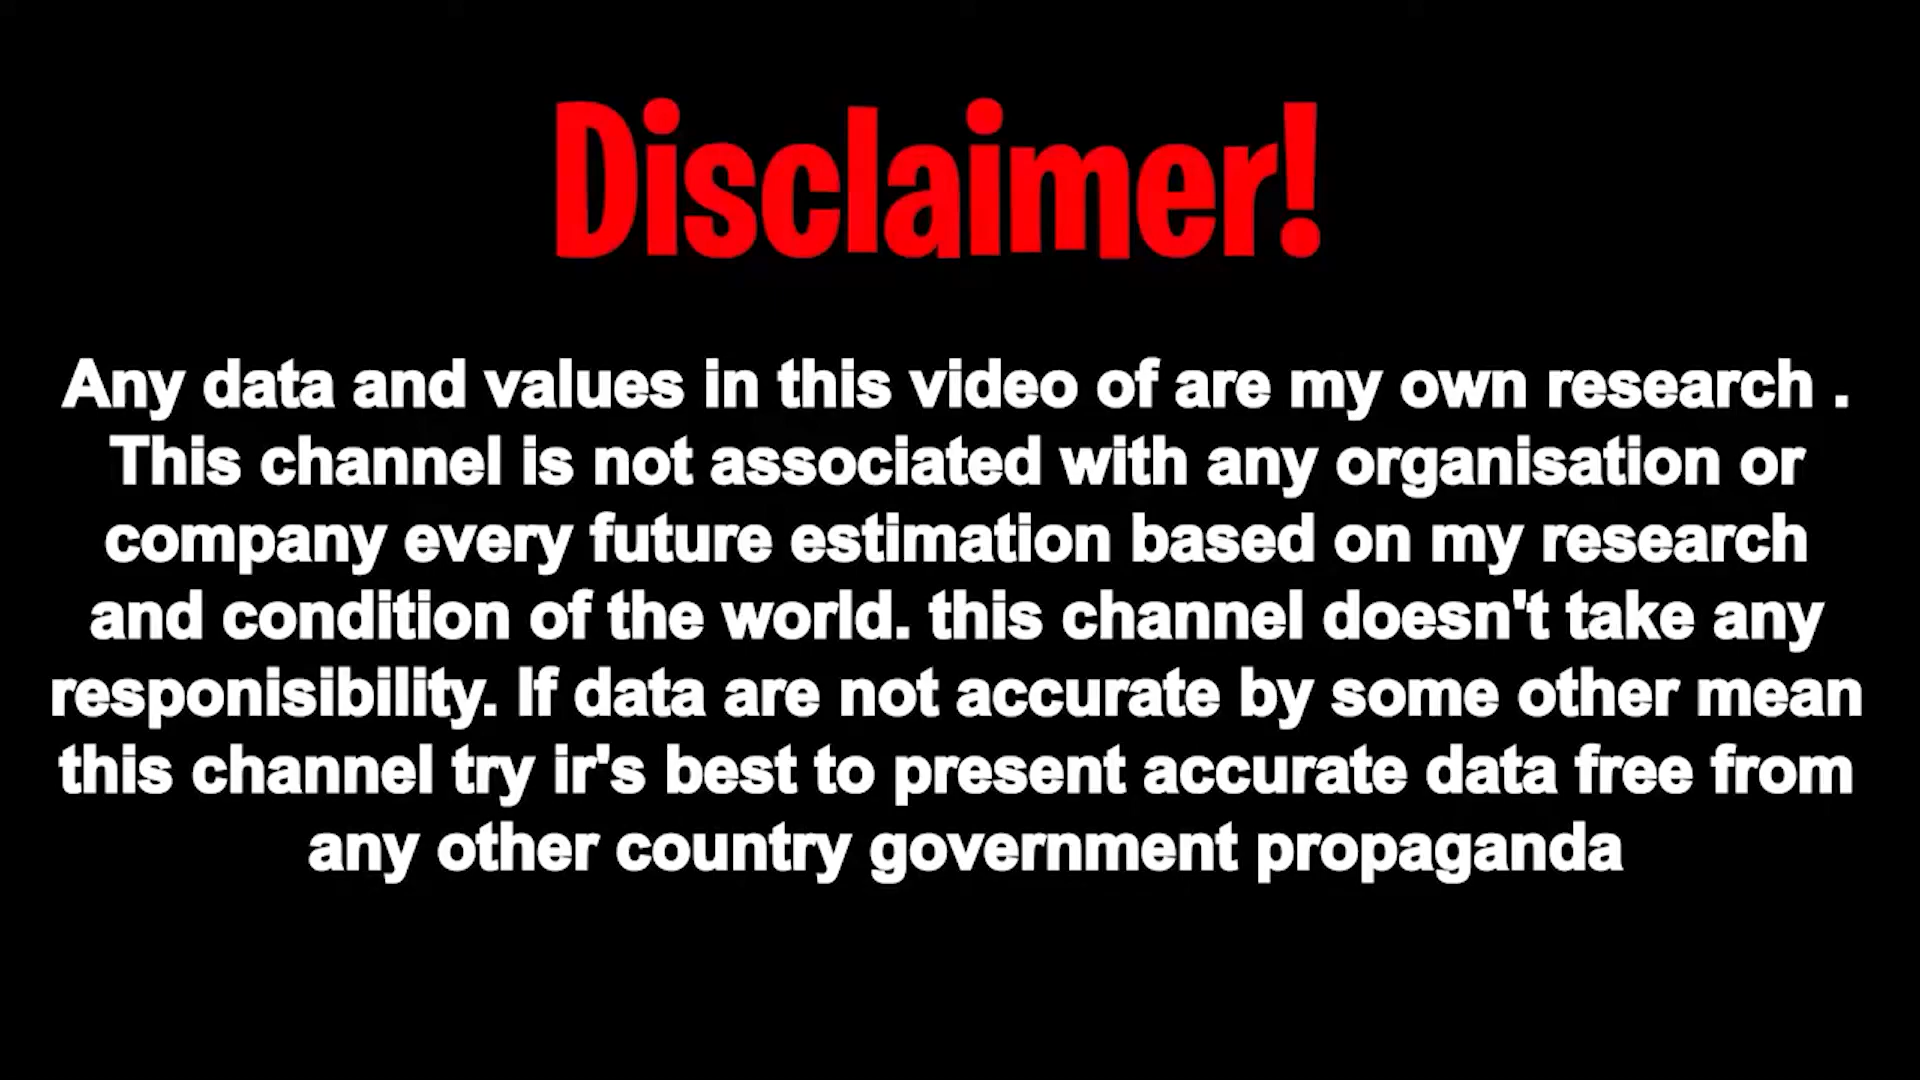 Disclaimer!
Any data and values in this video of are my own research .
This channel is not associated with any organisation or
company every future estimation based on my research
and condition of the world. this channel doesn't take any
responisibility. If data are not accurate by some other mean
this channel try ir's best to present accurate data free from
any other country government propaganda